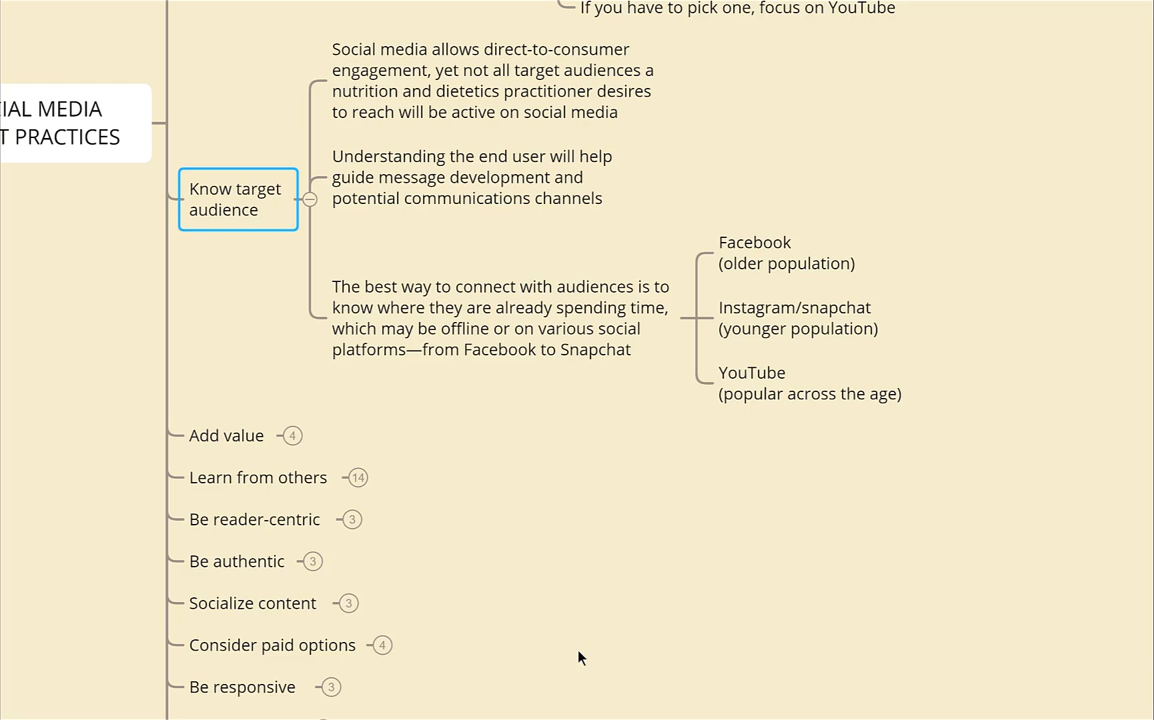 If you have to pick one, focus on YouTube
Social media allows direct-to-consumer
engagement, yet not all target audiences a
nutrition and dietetics practitioner desires
to reach will be active on social media
IAL MEDIA
T PRACTICES
Understanding the end user will help
guide message development and
potential communications channels
Know target
audience
The best way to connect with audiences is to
know where they are already spending time,
which may be offline or on various social
platforms—from Facebook to Snapchat
Facebook
(older population)
Instagram/snapchat
(younger population)
YouTube
(popular across the age)
Add value 4
Learn from others 14
Be reader-centric 3
Be authentic 3
Socialize content 3
Consider paid options 4
Be responsive 3